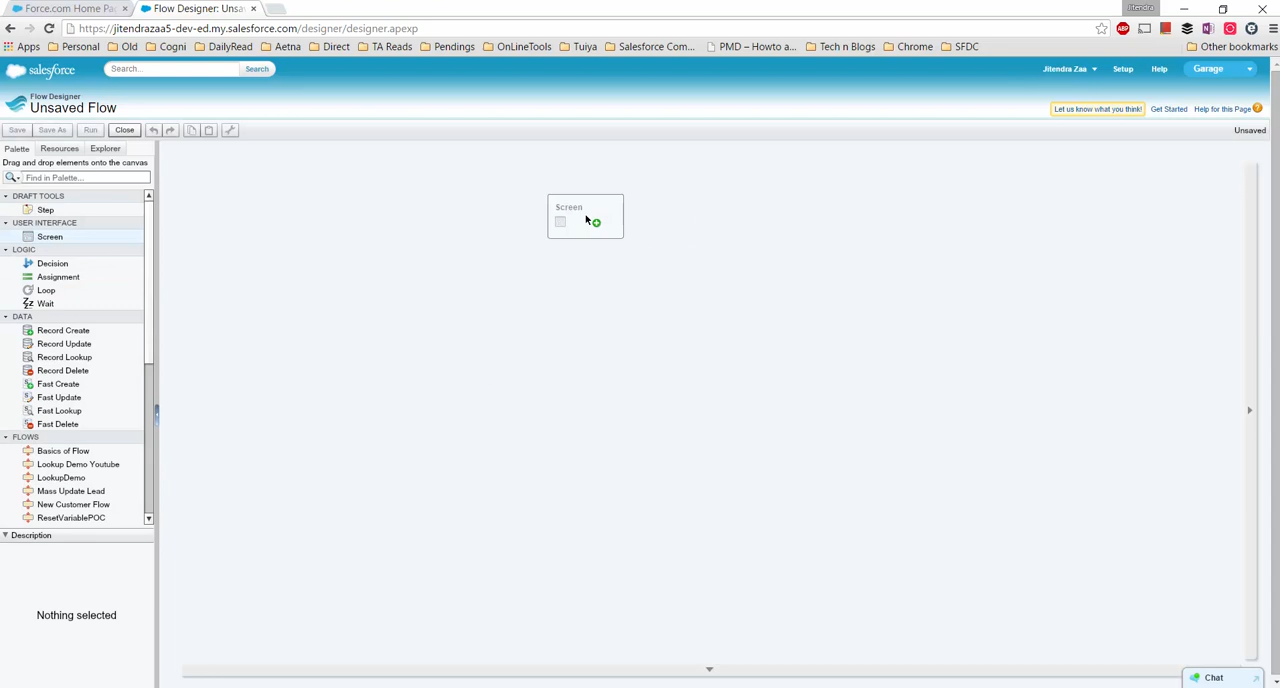 Force.com Home Pa
Flow Designer: Unsa
Jitendra
https://jitendrazaa5-dev-ed.my.salesforce.com/designer/designer.apexp
Apps
Personal
Old
Cogni
DailyRead
Aetna
Direct
TA Reads
Pendings
OnLineTools
Tuiya
Salesforce Com...
PMD – Howto a...
Tech n Blogs
Chrome
SFDC
Other bookmarks
salesforce
Search...
Search
Jitendra Zaa
Setup
Help
Garage
Flow Designer
Unsaved Flow
Let us know what you think!
Get Started
Help for this Page
Save
Save As
Run
Close
Unsaved
Palette
Resources
Explorer
Drag and drop elements onto the canvas
Find in Palette...
DRAFT TOOLS
Step
USER INTERFACE
Screen
LOGIC
Decision
Assignment
Loop
Wait
DATA
Record Create
Record Update
Record Lookup
Record Delete
Fast Create
Fast Update
Fast Lookup
Fast Delete
FLOWS
Basics of Flow
Lookup Demo Youtube
LookupDemo
Mass Update Lead
New Customer Flow
ResetVariablePOC
Description
Nothing selected
Screen
Chat